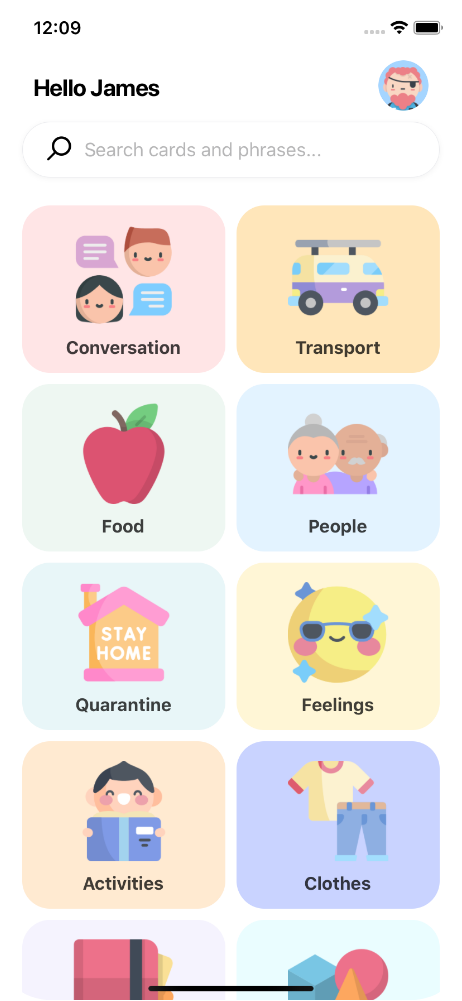 12:09
Hello James
Search cards and phrases...
Conversation
Transport
Food
People
STAY
HOME
Quarantine
Feelings
Activities
Clothes